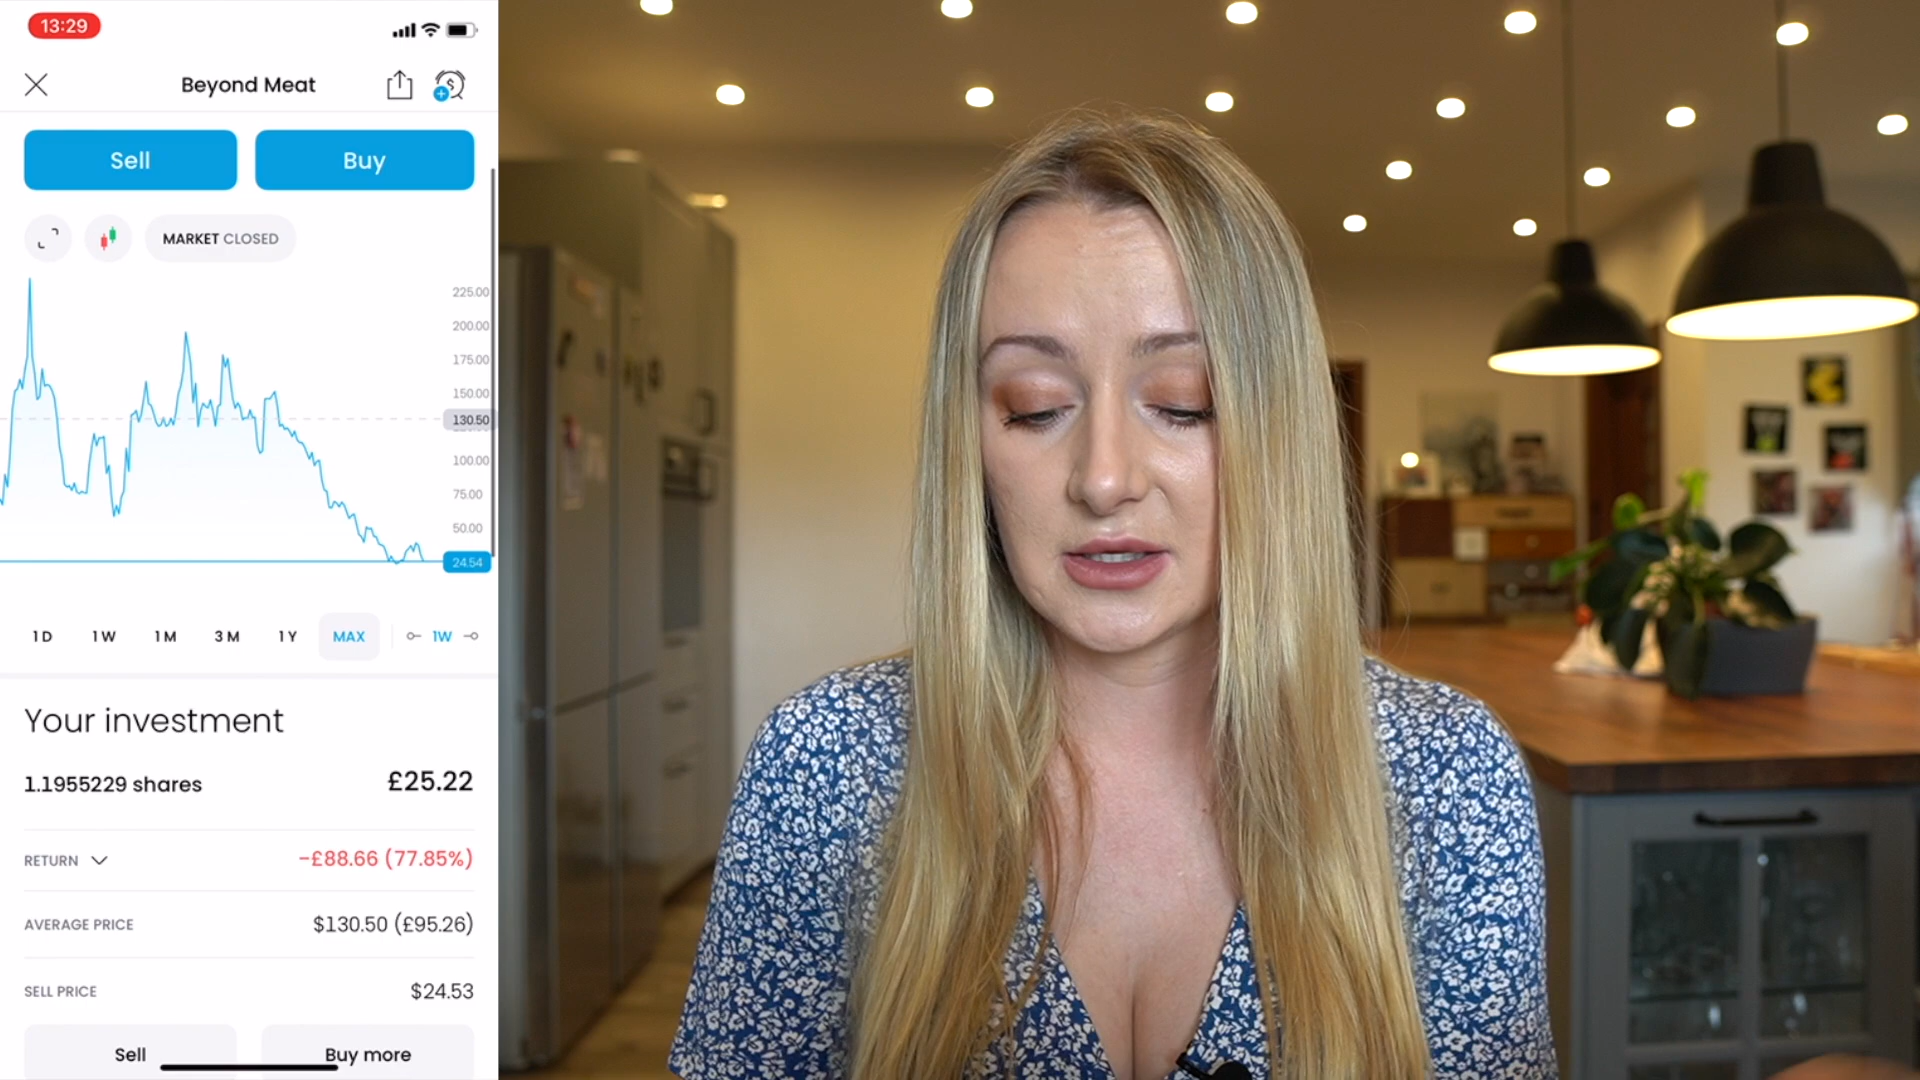 13:29
Beyond Meat
Sell
Buy
MARKET CLOSED
225.00
200.00
175.00
150.00
130.50
100.00
75.00
50.00
24.54
1D 1W 1M 3M 1Y MAX 1W
Your investment
1.1955229 shares £25.22
RETURN -£88.66 (77.85%)
AVERAGE PRICE $130.50 (£95.26)
SELL PRICE $24.53
Sell
Buy more